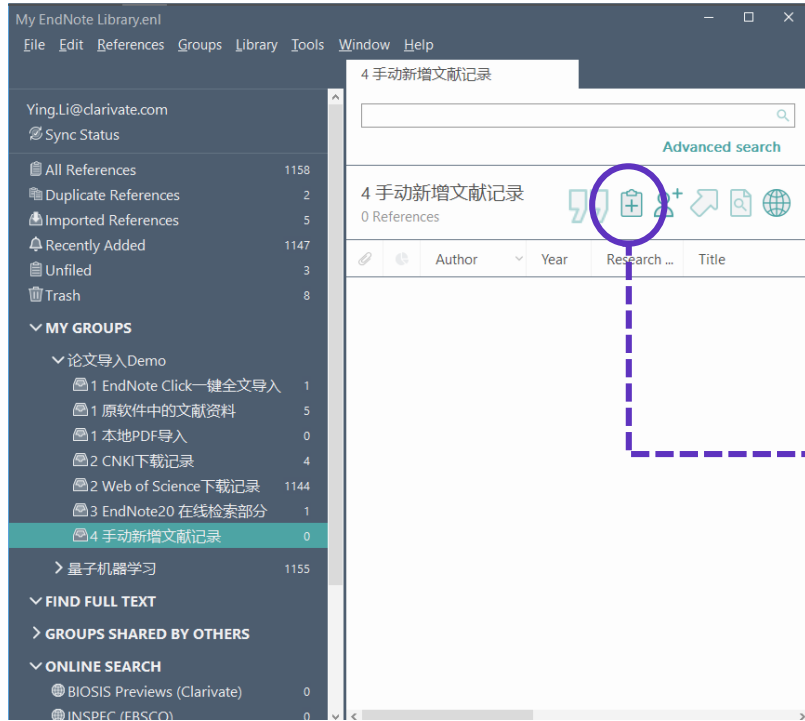 My EndNote Library.enl
File Edit References Groups Library Tools Window Help
4 手动新增文献记录
Ying.Li@clarivate.com
Sync Status
Advanced search
All References 1158
Duplicate References 2
Imported References 5
Recently Added 1147
Unfiled 3
Trash 8
4 手动新增文献记录
0 References
Author Year Research ... Title
MY GROUPS
论文导入Demo
1 EndNote Click一键全文导入 1
1 原软件中的文献资料 5
1 本地PDF导入 0
2 CNKI下载记录 4
2 Web of Science下载记录 1144
3 EndNote20 在线检索部分 1
4 手动新增文献记录 0
量子机器学习 1155
FIND FULL TEXT
GROUPS SHARED BY OTHERS
ONLINE SEARCH
BIOSIS Previews (Clarivate) 0
INSPEC (EBSCO) 0